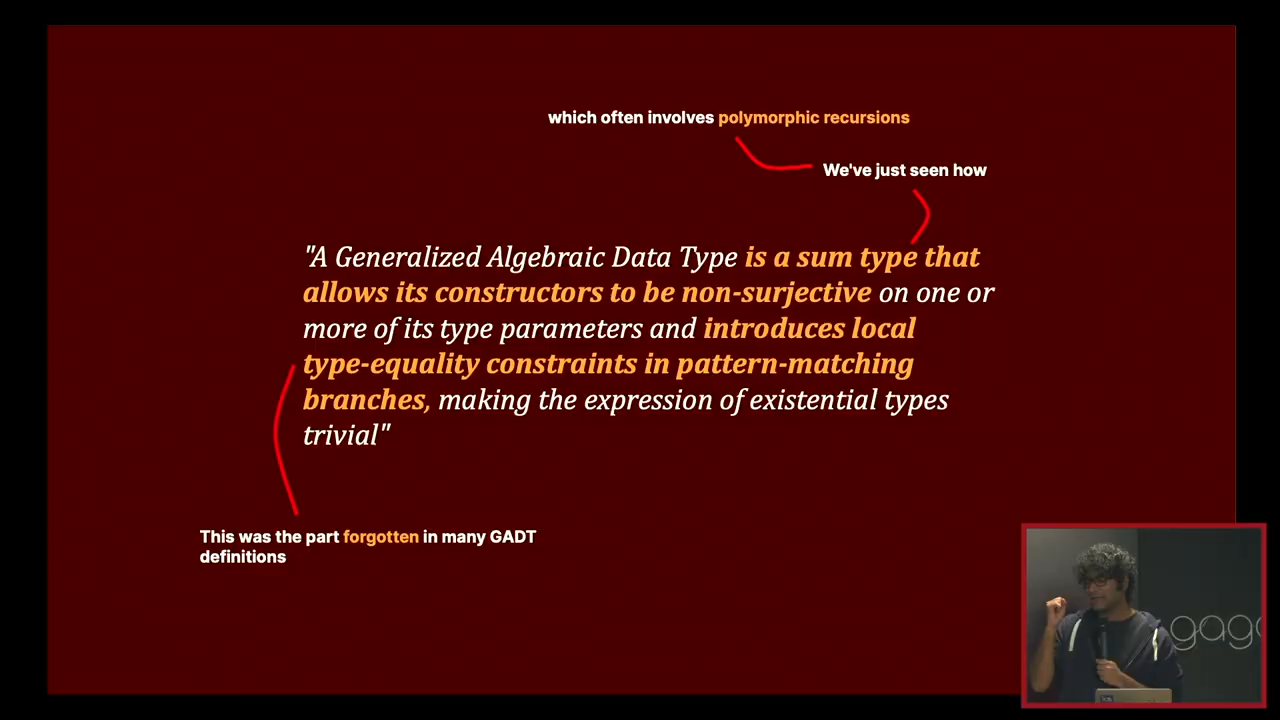 which often involves polymorphic recursions
We've just seen how
"A Generalized Algebraic Data Type is a sum type that
allows its constructors to be non-surjective on one or
more of its type parameters and introduces local
type-equality constraints in pattern-matching
branches, making the expression of existential types
trivial"
This was the part forgotten in many GADT
definitions